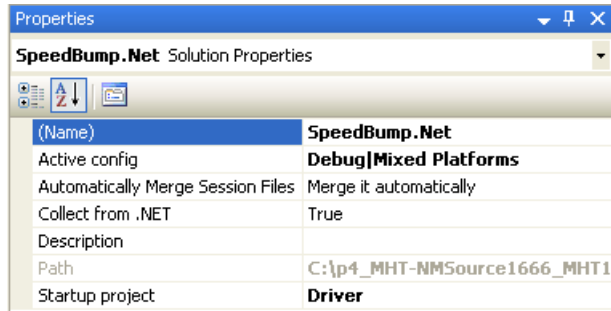 Properties
SpeedBump.Net Solution Properties
A
Z
(Name) SpeedBump.Net
Active config Debug|Mixed Platforms
Automatically Merge Session Files Merge it automatically
Collect from .NET True
Description
Path C:\p4_MHT-NMSource1666_MHT1
Startup project Driver